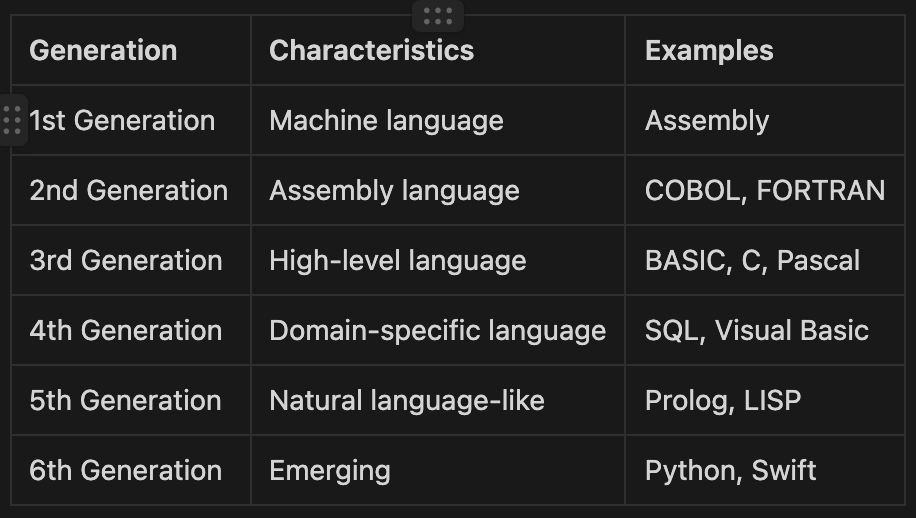 Generation Characteristics Examples
1st Generation Machine language Assembly
2nd Generation Assembly language COBOL, FORTRAN
3rd Generation High-level language BASIC, C, Pascal
4th Generation Domain-specific language SQL, Visual Basic
5th Generation Natural language-like Prolog, LISP
6th Generation Emerging Python, Swift